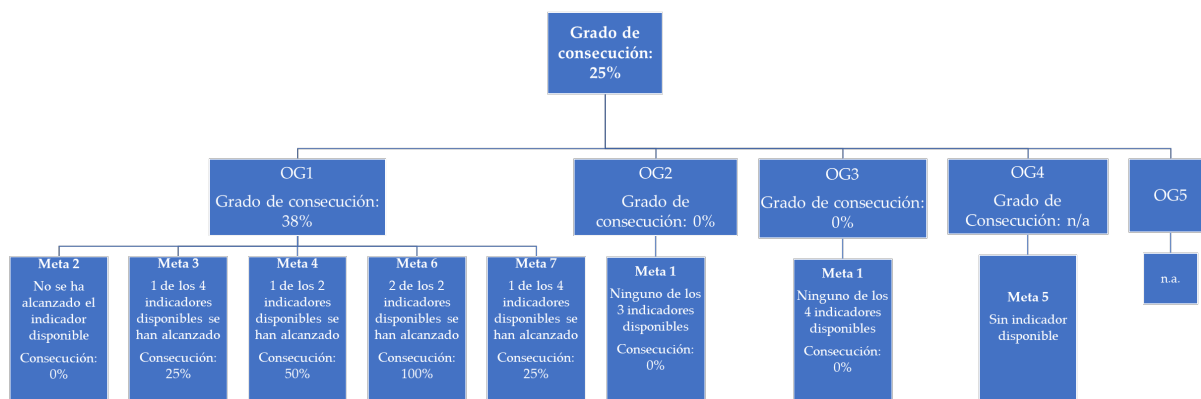 Grado de
consecución:
25%
OG1
Grado de consecución:
38%
OG2
Grado de
consecución: 0%
OG3
Grado de consecución:
0%
OG4
Grado de
Consecución: n/a
OG5
Meta 2
No se ha
alcanzado el
indicador
disponible
Consecución:
0%
Meta 3
1 de los 4
indicadores
disponibles se
han alcanzado
Consecución:
25%
Meta 4
1 de los 2
indicadores
disponibles se
han alcanzado
Consecución:
50%
Meta 6
2 de los 2
indicadores
disponibles se
han alcanzado
Consecución:
100%
Meta 7
1 de los 4
indicadores
disponibles se
han alcanzado
Consecución:
25%
Meta 1
Ninguno de los
3 indicadores
disponibles
Consecución:
0%
Meta 1
Ninguno de los
4 indicadores
disponibles
Consecución:
0%
Meta 5
Sin indicador
disponible
n.a.